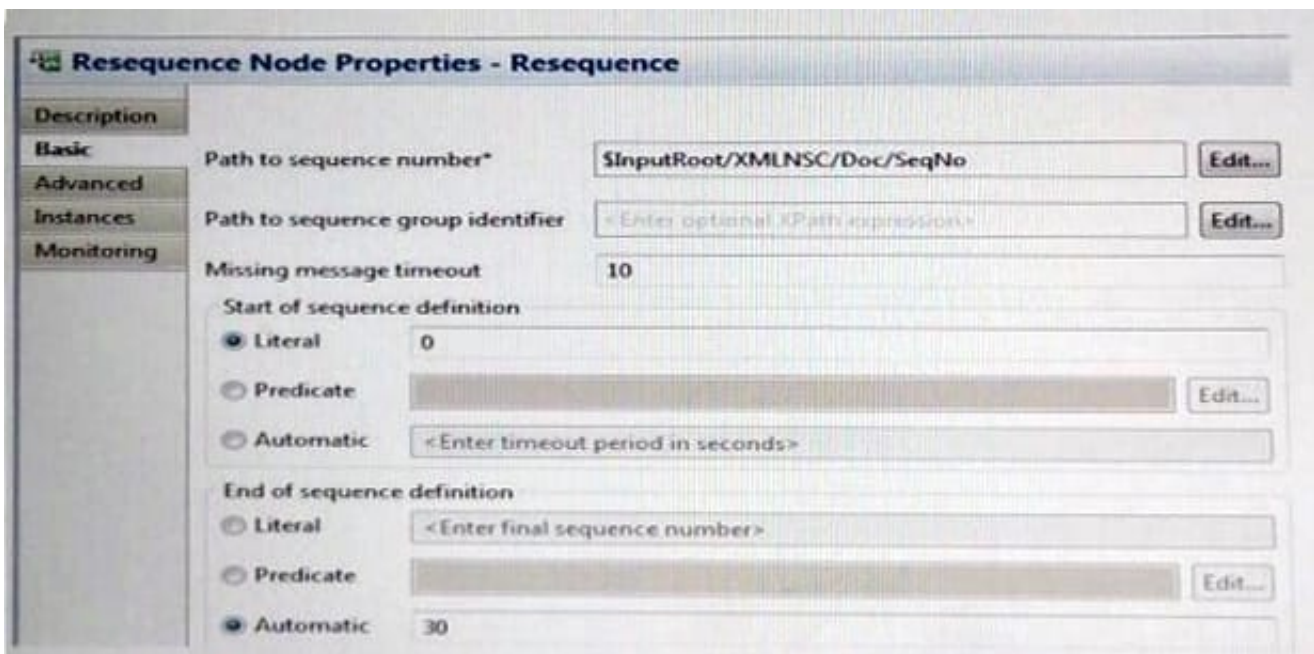 Resequence Node Properties - Resequence
Description
Basic
Advanced
Instances
Monitoring
Path to sequence number* $InputRoot/XMLNSC/Doc/SeqNo Edit...
Path to sequence group identifier <Enter optional XPath expression> Edit...
Missing message timeout 10
Start of sequence definition
Literal 0
Predicate Edit...
Automatic <Enter timeout period in seconds>
End of sequence definition
Literal <Enter final sequence number>
Predicate Edit...
Automatic 30